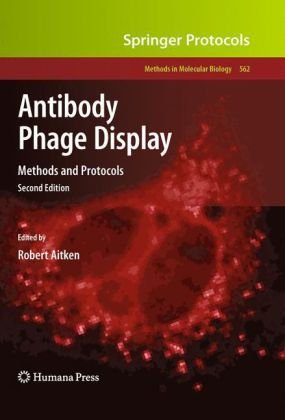 Springer Protocols
Methods in Molecular Biology 562
Antibody
Phage Display
Methods and Protocols
Second Edition
Edited by
Robert Aitken
Humana Press